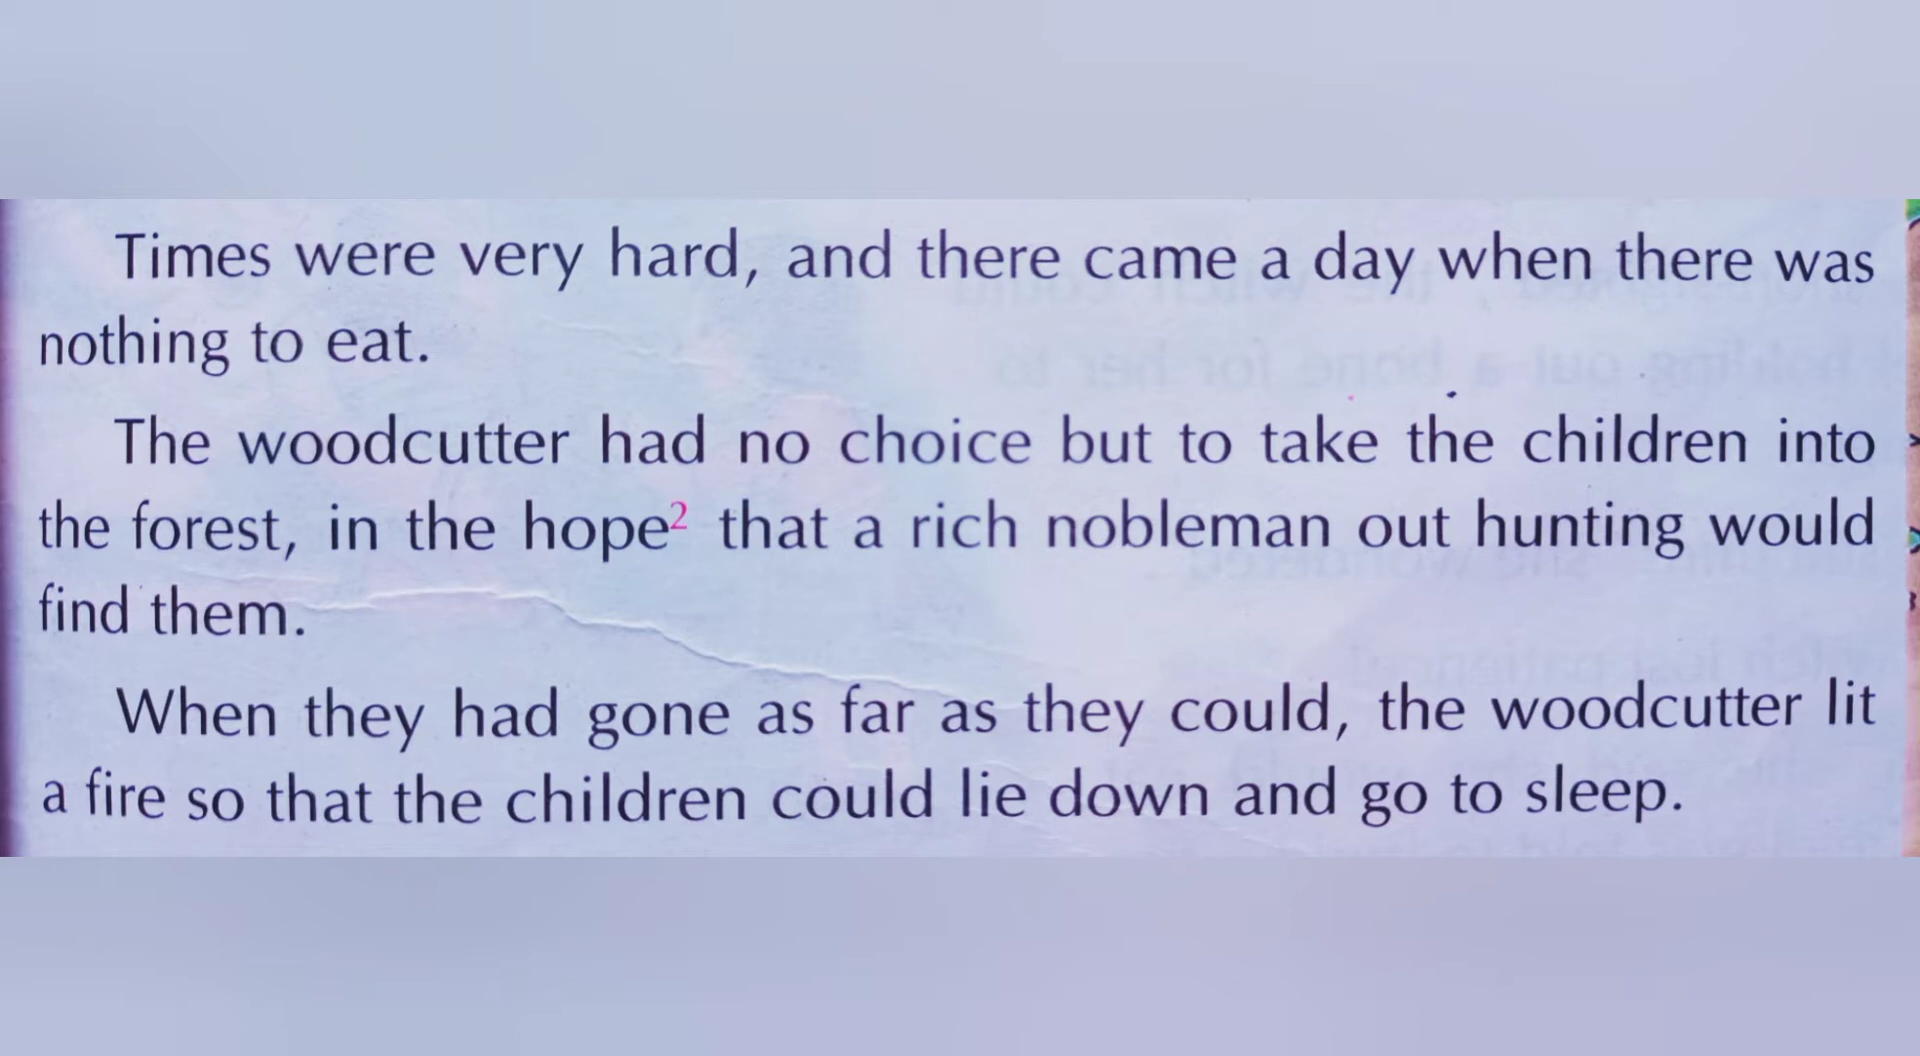 Times were very hard, and there came a day when there was
nothing to eat.
The woodcutter had no choice but to take the children into
the forest, in the hope² that a rich nobleman out hunting would
find them.
When they had gone as far as they could, the woodcutter lit
a fire so that the children could lie down and go to sleep.